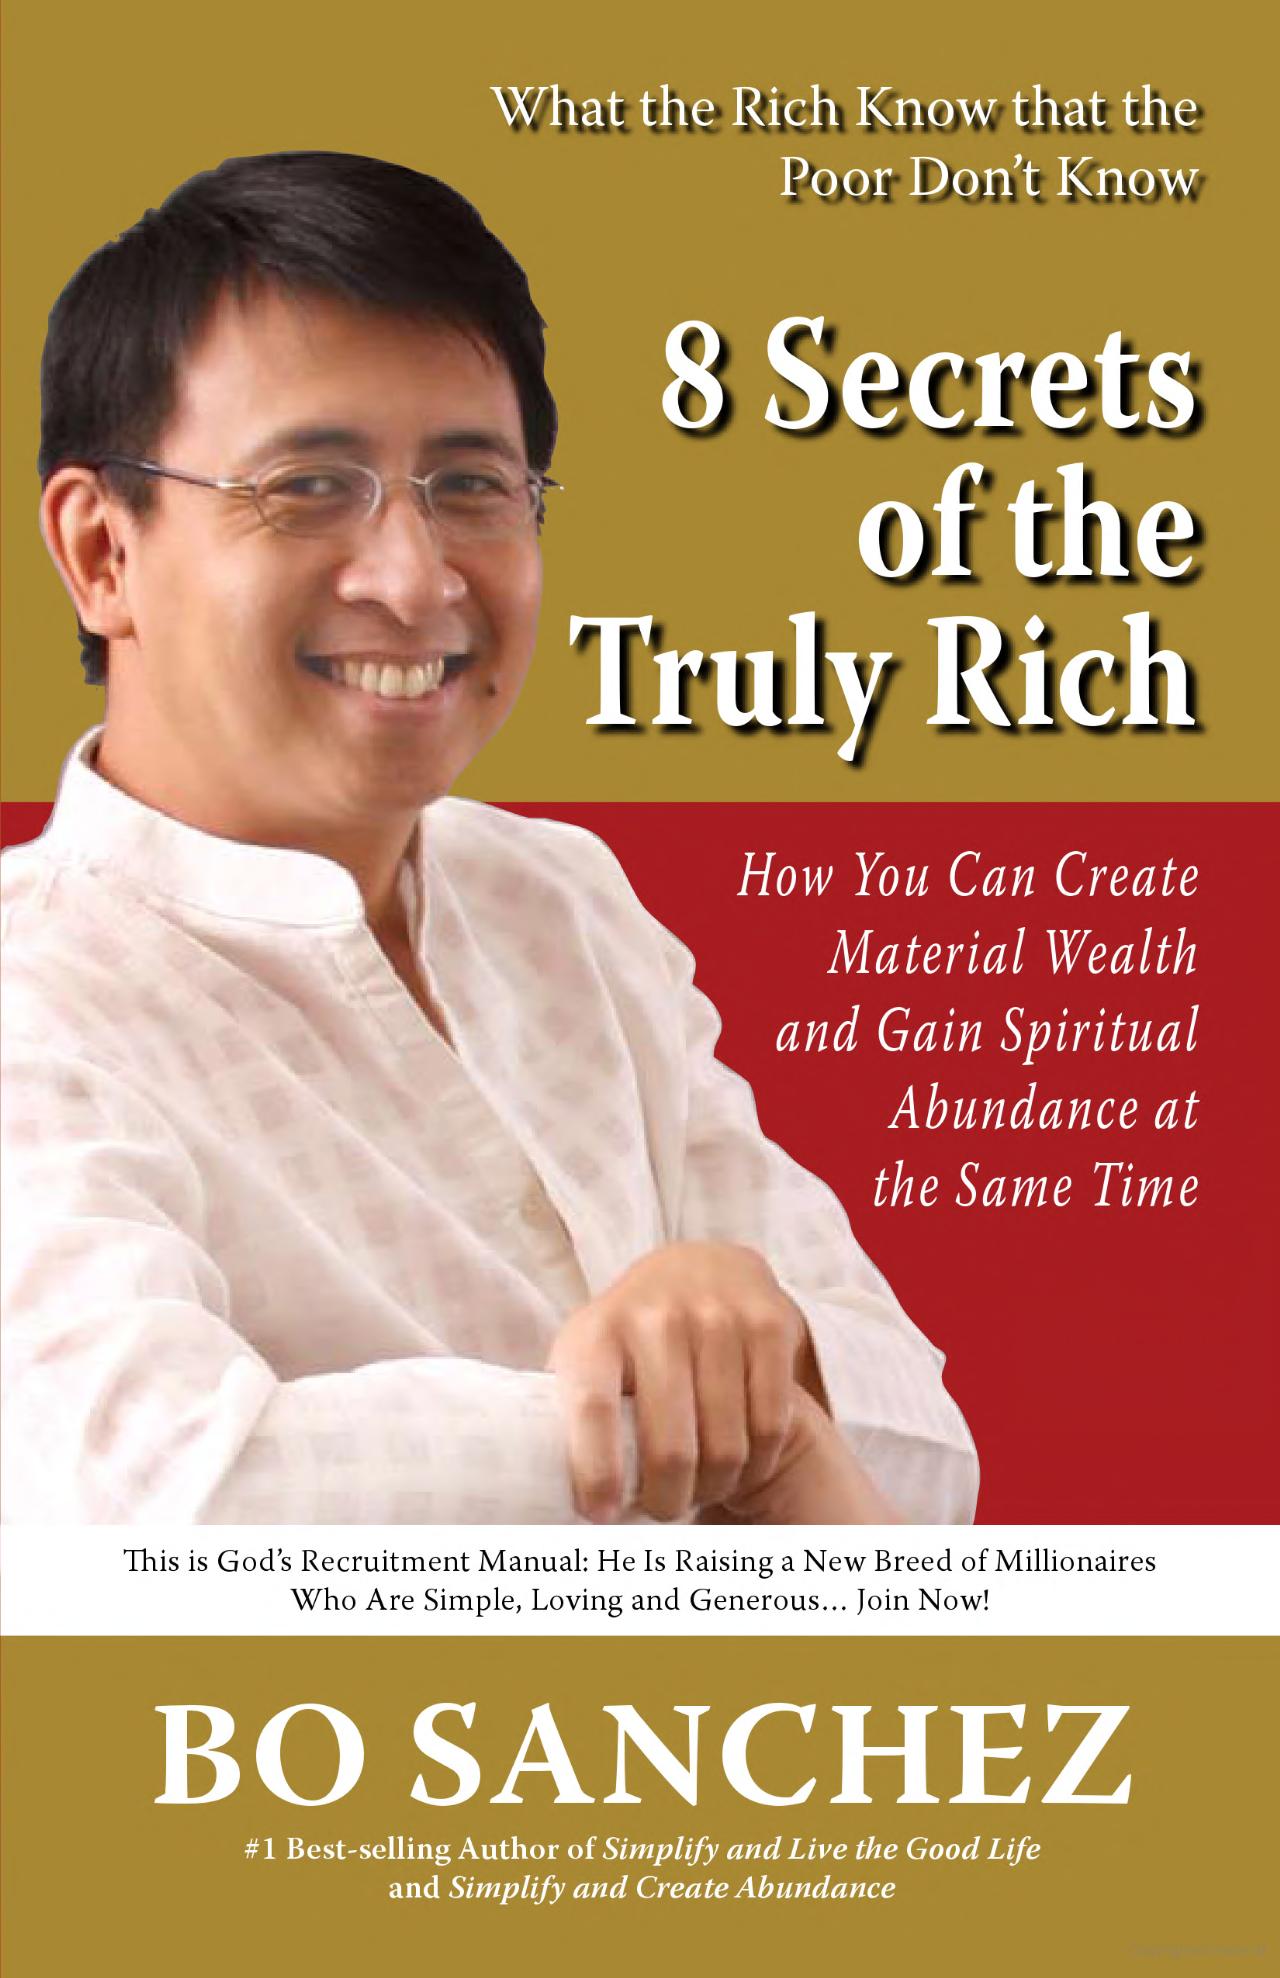 What the Rich Know that the
Poor Don't Know
8 Secrets
of the
Truly Rich
How You Can Create
Material Wealth
and Gain Spiritual
Abundance at
the Same Time
This is God's Recruitment Manual: He Is Raising a New Breed of Millionaires
Who Are Simple, Loving and Generous… Join Now!
BO SANCHEZ
#1 Best-selling Author of Simplify and Live the Good Life
and Simplify and Create Abundance